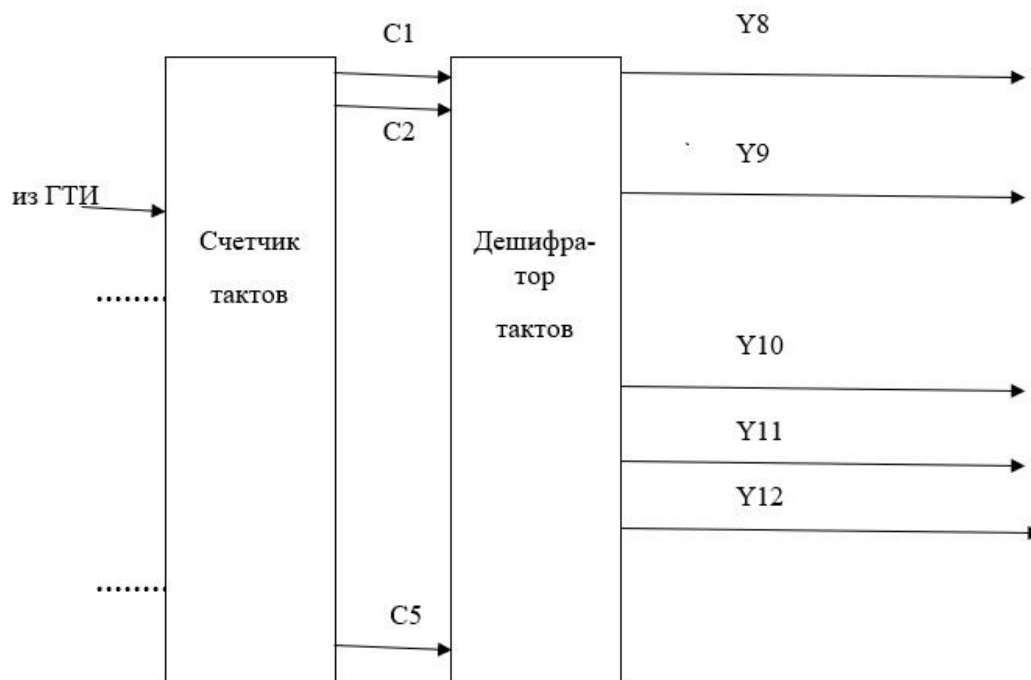 C1
Y8
C2
Y9
из ГТИ
Счетчик
тактов
Дешифра-
тор
тактов
Y10
Y11
Y12
C5